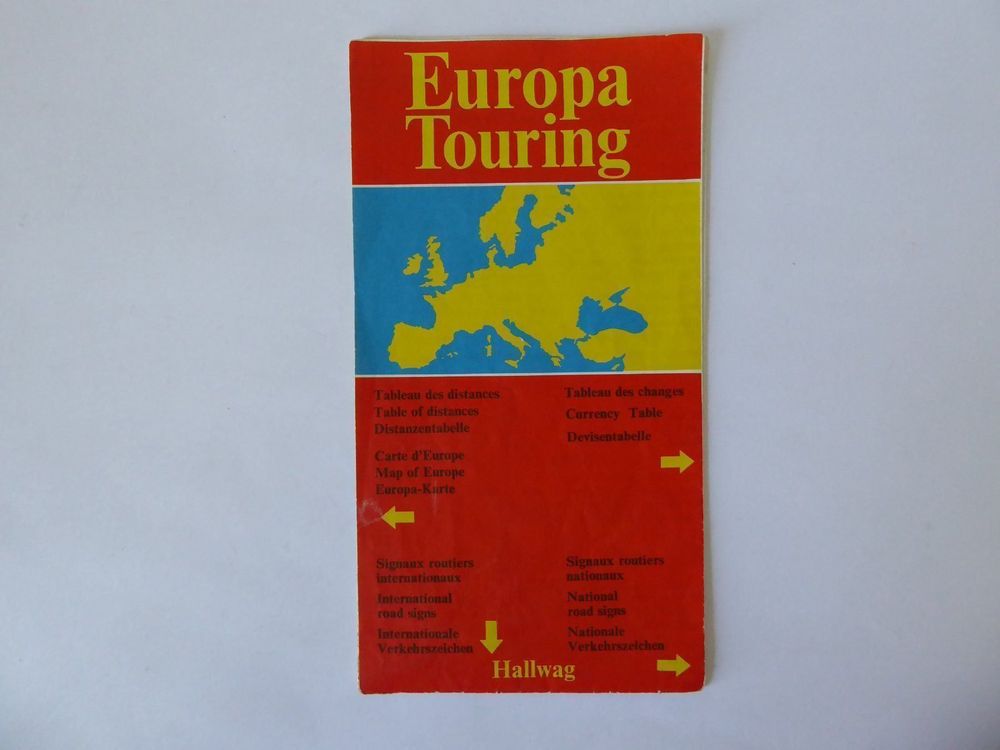 Europa
Touring
Tableau des distances
Table of distances
Distanzentabelle
Carte d'Europe
Map of Europe
Europa-Karte
Tableau des changes
Currency Table
Devisentabelle
Signaux routiers
internationaux
International
road signs
Internationale
Verkehrszeichen
Signaux routiers
nationaux
National
road signs
Nationale
Verkehrszeichen
Hallwag